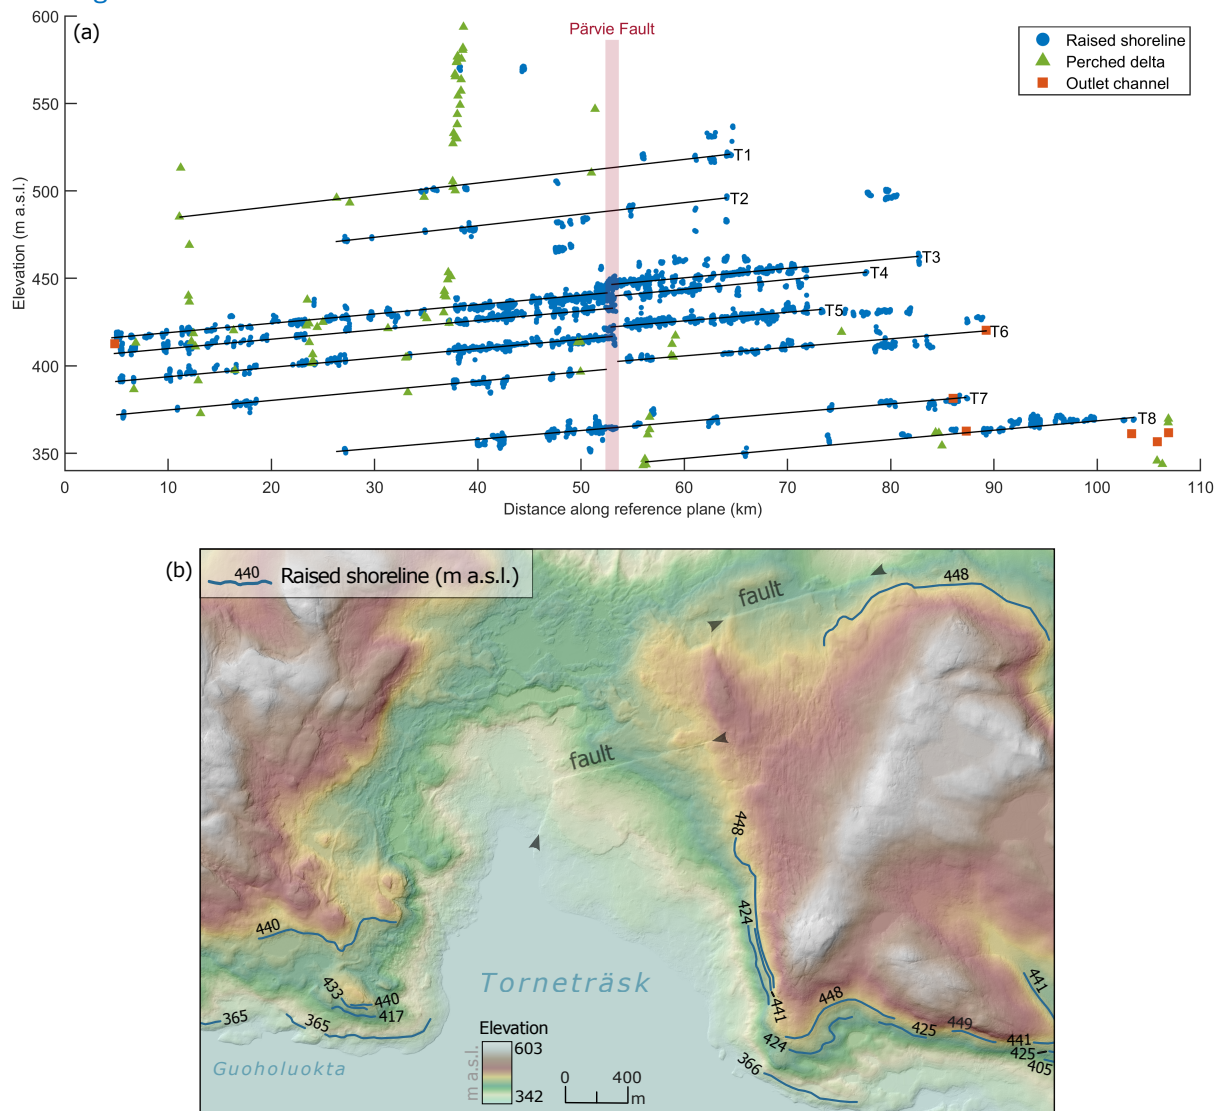 (a)
Pärvie Fault
Raised shoreline
Perched delta
Outlet channel
600
550
500
450
400
350
Elevation (m a.s.l.)
T1
T2
T3
T4
T5
T6
T7
T8
0 10 20 30 40 50 60 70 80 90 100 110
Distance along reference plane (km)
(b)
440 Raised shoreline (m a.s.l.)
fault
448
fault
448
440
424
433
440
417
365
365
441
448
424
425
449
441
441
425
405
366
Torneträsk
Guoholuokta
Elevation
m a.s.l.
603
342
0 400
m